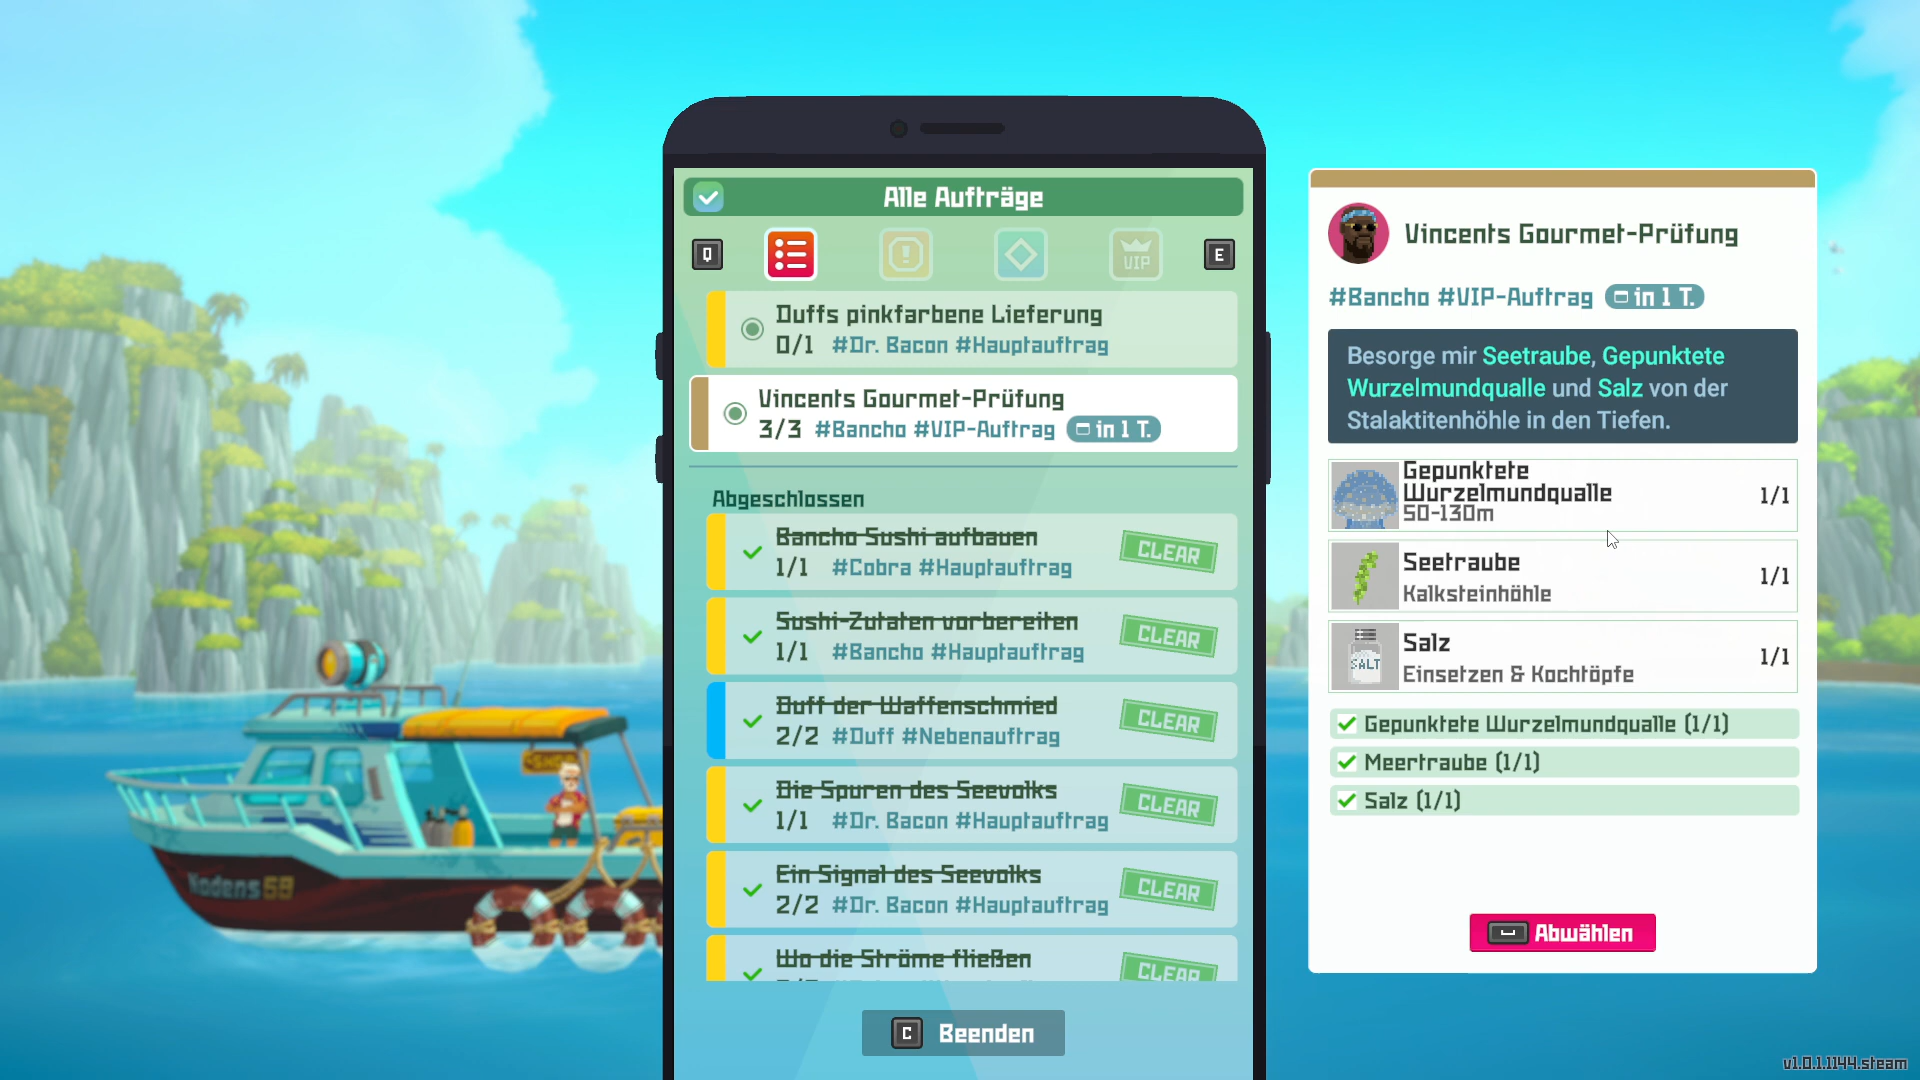 Alle Aufträge
Q
VIP
E
Duffs pinkfarbene Lieferung
0/1 #Dr. Bacon #Hauptauftrag
Vincents Gourmet-Prüfung
3/3 #Bancho #VIP-Auftrag in 1 T.
Abgeschlossen
Bancho Sushi aufbauen
1/1 #Cobra #Hauptauftrag
CLEAR
Sushi-Zutaten vorbereiten
1/1 #Bancho #Hauptauftrag
CLEAR
Duff der Waffenschmied
2/2 #Duff #Nebenauftrag
CLEAR
Die Spuren des Seevolks
1/1 #Dr. Bacon #Hauptauftrag
CLEAR
Ein Signal des Seevolks
2/2 #Dr. Bacon #Hauptauftrag
CLEAR
Wo die Ströme fließen
CLEAR
C Beenden
Vincents Gourmet-Prüfung
#Bancho #VIP-Auftrag in 1 T.
Besorge mir Seetraube, Gepunktete
Wurzelmundqualle und Salz von der
Stalaktitenhöhle in den Tiefen.
Gepunktete
Wurzelmundqualle
50-130m
1/1
Seetraube
Kalksteinhöhle
1/1
SALT
Salz
Einsetzen & Kochtöpfe
1/1
Gepunktete Wurzelmundqualle (1/1)
Meertraube (1/1)
Salz (1/1)
Abwählen
v1.0.1.1144.steam